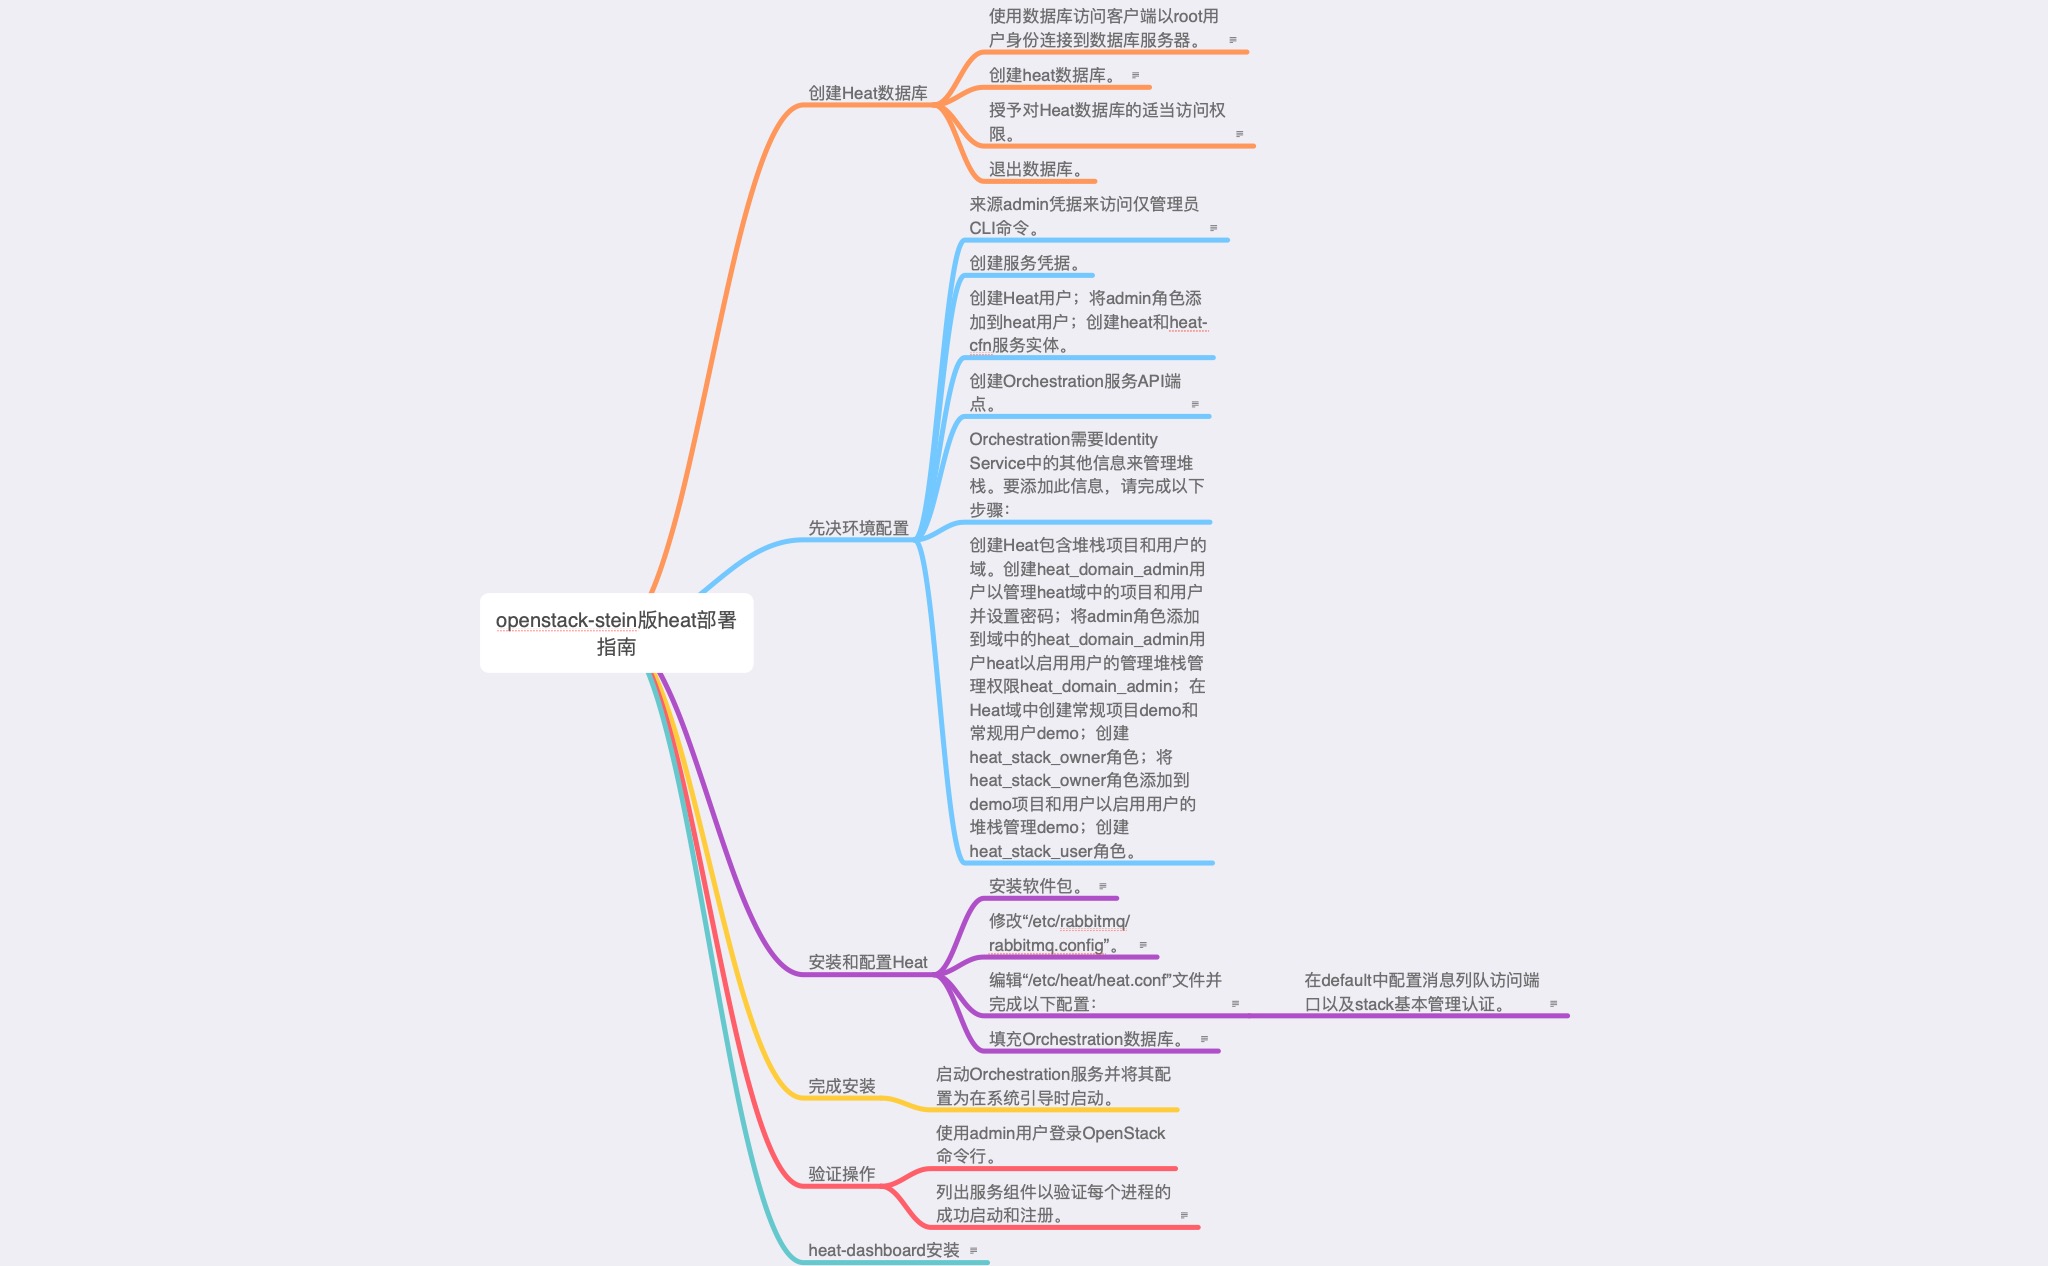 使用数据库访问客户端以root用
户身份连接到数据库服务器。
创建heat数据库。
创建Heat数据库
授予对Heat数据库的适当访问权
限。
退出数据库。
来源admin凭据来访问仅管理员
CLI命令。
创建服务凭据。
创建Heat用户；将admin角色添
加到heat用户；创建heat和heat-
cfn服务实体。
创建Orchestration服务API端
点。
Orchestration需要Identity
Service中的其他信息来管理堆
栈。要添加此信息，请完成以下
步骤：
先决环境配置
创建Heat包含堆栈项目和用户的
域。创建heat_domain_admin用
户以管理heat域中的项目和用户
并设置密码；将admin角色添加
到域中的heat_domain_admin用
户heat以启用用户的管理堆栈管
理权限heat_domain_admin；在
Heat域中创建常规项目demo和
常规用户demo；创建
heat_stack_owner角色；将
heat_stack_owner角色添加到
demo项目和用户以启用用户的
堆栈管理demo；创建
heat_stack_user角色。
openstack-stein版heat部署
指南
安装软件包。
修改“/etc/rabbitmq/
rabbitmq.config”。
安装和配置Heat
编辑“/etc/heat/heat.conf”文件并
完成以下配置：
在default中配置消息列队访问端
口以及stack基本管理认证。
填充Orchestration数据库。
完成安装
启动Orchestration服务并将其配
置为在系统引导时启动。
使用admin用户登录OpenStack
命令行。
验证操作
列出服务组件以验证每个进程的
成功启动和注册。
heat-dashboard安装